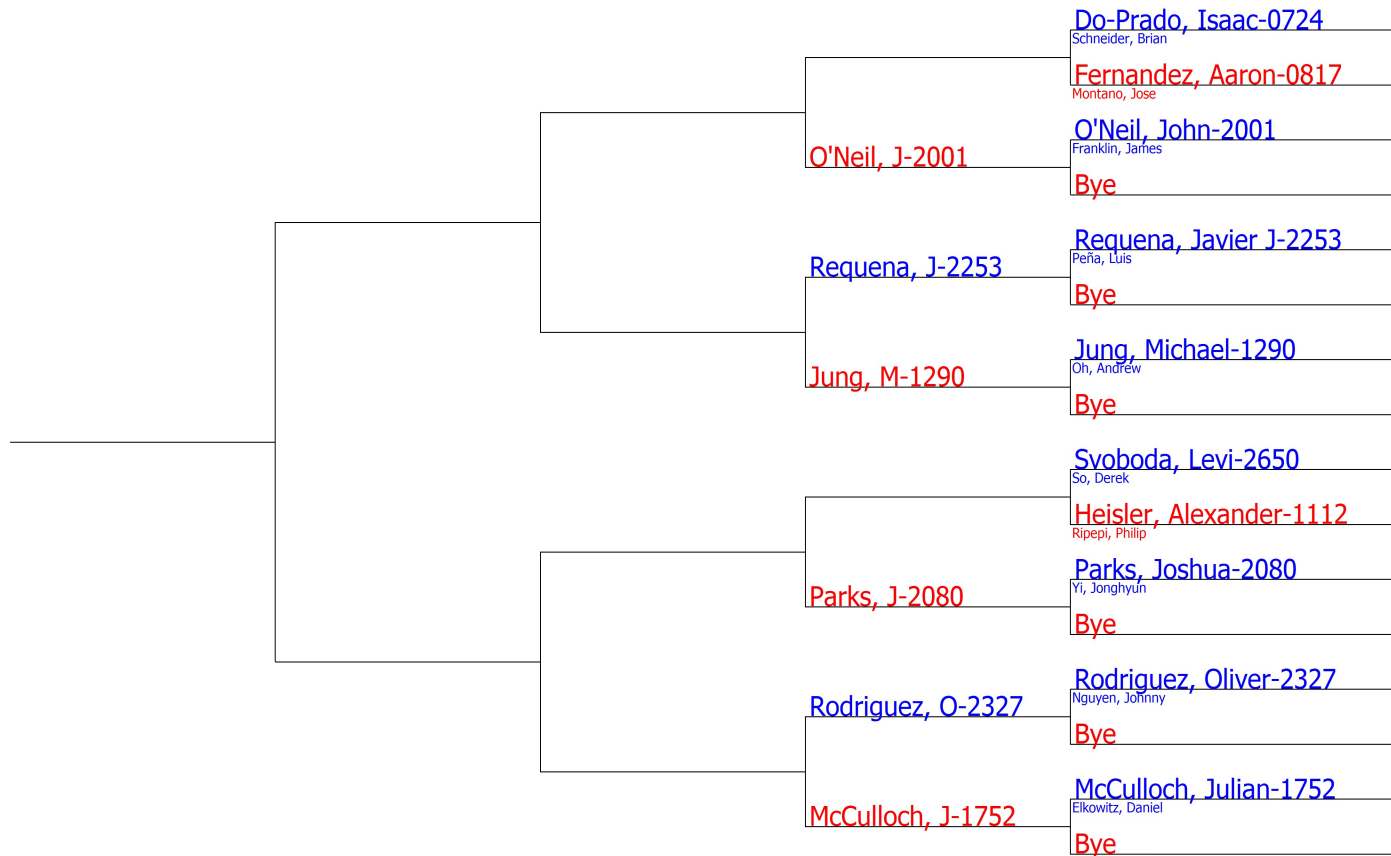 Do-Prado, Isaac-0724
Schneider, Brian
Fernandez, Aaron-0817
Montano, Jose
O'Neil, John-2001
Franklin, James
O'Neil, J-2001
Bye
Requena, Javier J-2253
Peña, Luis
Requena, J-2253
Bye
Jung, Michael-1290
Oh, Andrew
Jung, M-1290
Bye
Svoboda, Levi-2650
So, Derek
Heisler, Alexander-1112
Ripepi, Philip
Parks, Joshua-2080
Yi, Jonghyun
Parks, J-2080
Bye
Rodriguez, Oliver-2327
Nguyen, Johnny
Rodriguez, O-2327
Bye
McCulloch, Julian-1752
Elkowitz, Daniel
McCulloch, J-1752
Bye